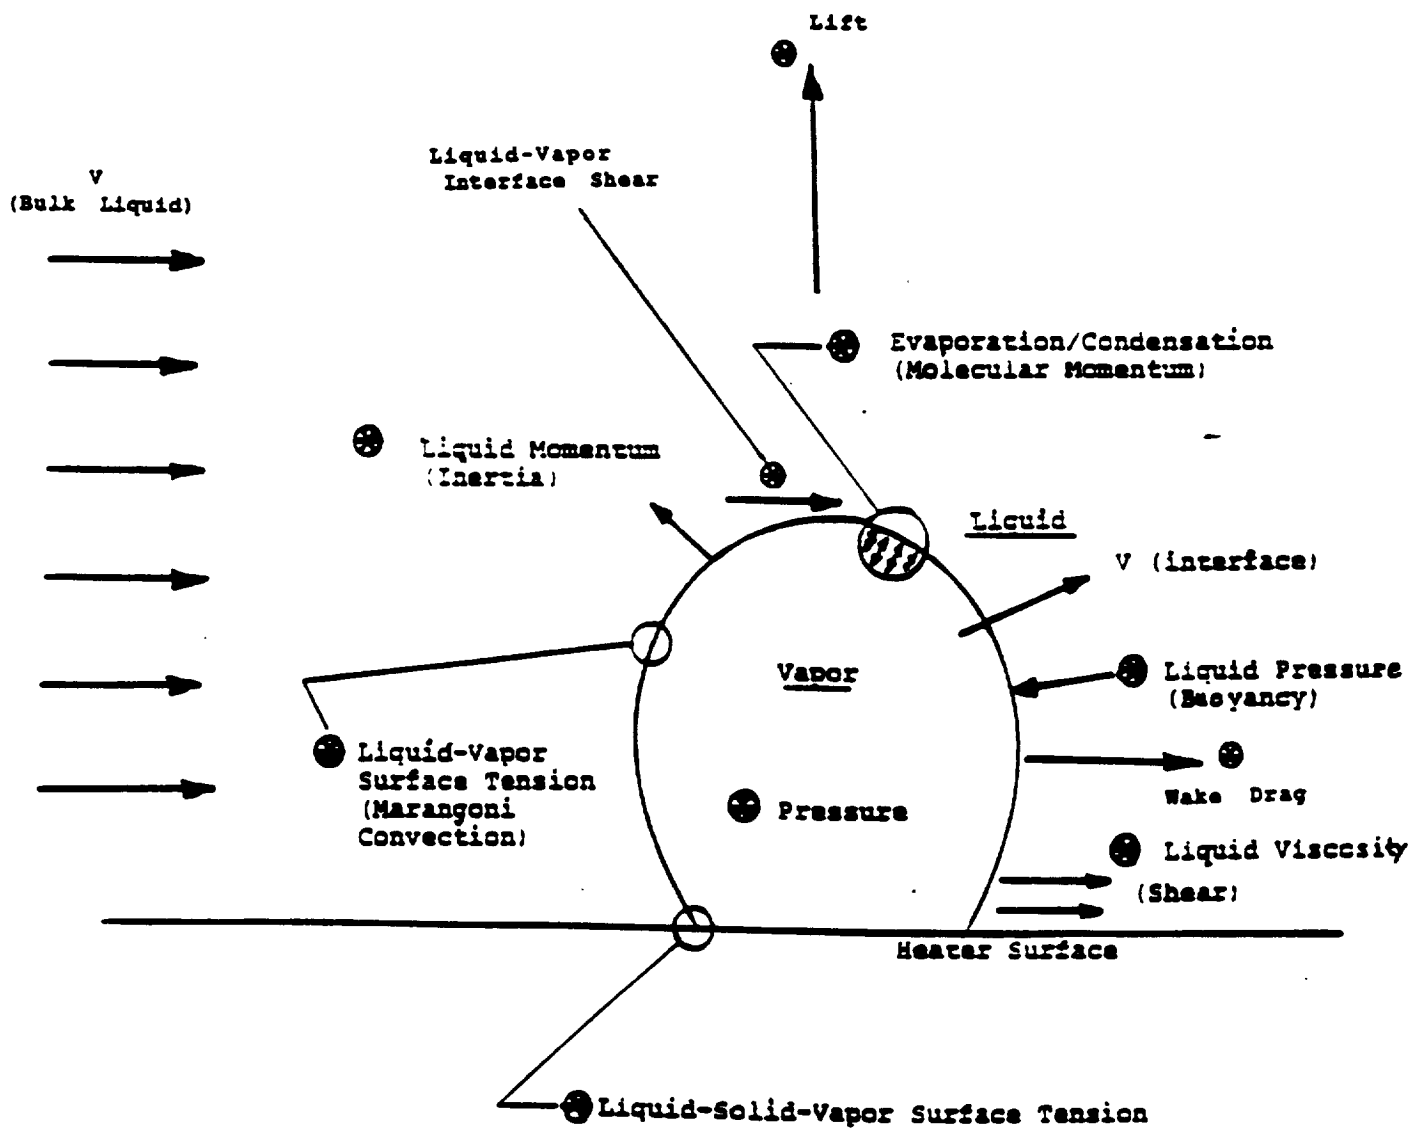 Lift
Liquid-Vapor
Interface Shear
V
(Bulk Liquid)
Evaporation/Condensation
(Molecular Momentum)
Liquid Momentum
(Inertia)
Liquid
V (interface)
Vapor
Liquid Pressure
(Buoyancy)
Liquid-Vapor
Surface Tension
(Marangoni
Convection)
Wake Drag
Pressure
Liquid Viscosity
(Shear)
Heater Surface
Liquid-Solid-Vapor Surface Tension